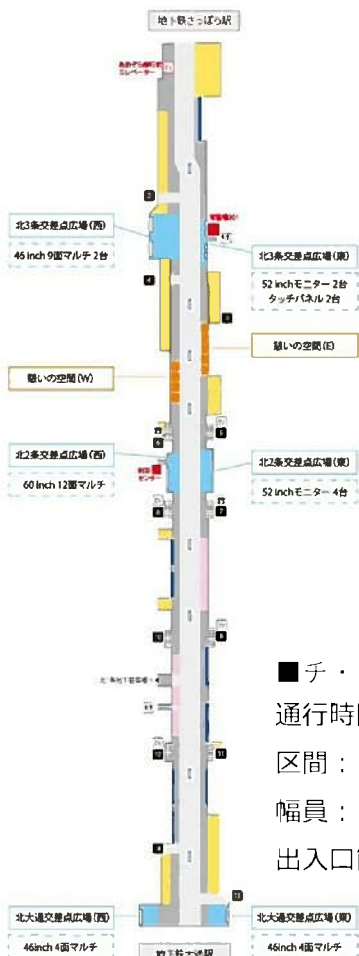 地下鉄さっぽろ駅
北3条交差点広場(西)
46 inch 9面マルチ 2台
北3条交差点広場(東)
52 inchモニター 2台
タッチパネル 2台
憩いの空間(E)
憩いの空間(W)
北2条交差点広場(西)
60 inch 12面マルチ
北2条交差点広場(東)
52 inchモニター 4台
■チ・
通行時間
区間:
幅員:
出入口
北大通交差点広場(西)
46inch 4面マルチ
地下鉄大通駅
北大通交差点広場(東)
46inch 4面マルチ